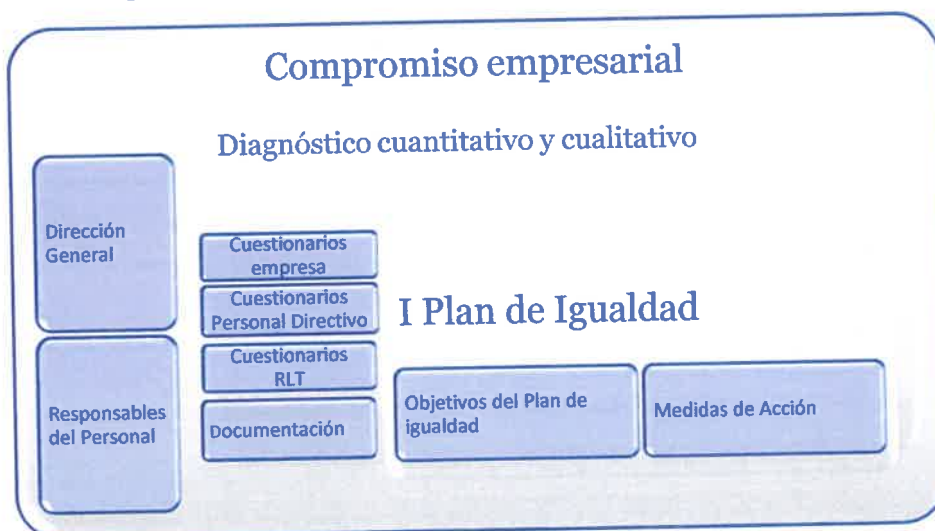 Compromiso empresarial
Diagnóstico cuantitativo y cualitativo
Dirección
General
Responsables
del Personal
Cuestionarios
empresa
Cuestionarios
Personal Directivo
Cuestionarios
RLT
Documentación
I Plan de Igualdad
Objetivos del Plan de
igualdad
Medidas de Acción